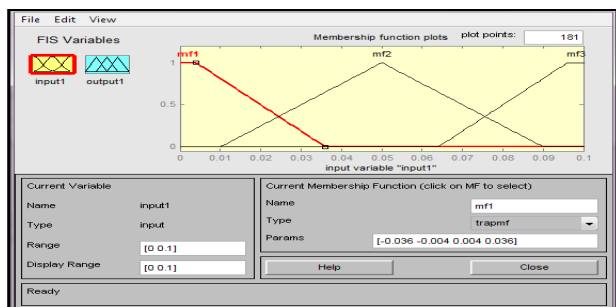 File Edit View
FIS Variables
input1 output1
Membership function plots plot points: 181
mf1 mf2 mf3
1
0.5
0
0 0.01 0.02 0.03 0.04 0.05 0.06 0.07 0.08 0.09 0.1
input variable "input1"
Current Variable
Name input1
Type input
Range [0 0.1]
Display Range [0 0.1]
Current Membership Function (click on MF to select)
Name mf1
Type trapmf
Params [-0.036 -0.004 0.004 0.036]
Help Close
Ready